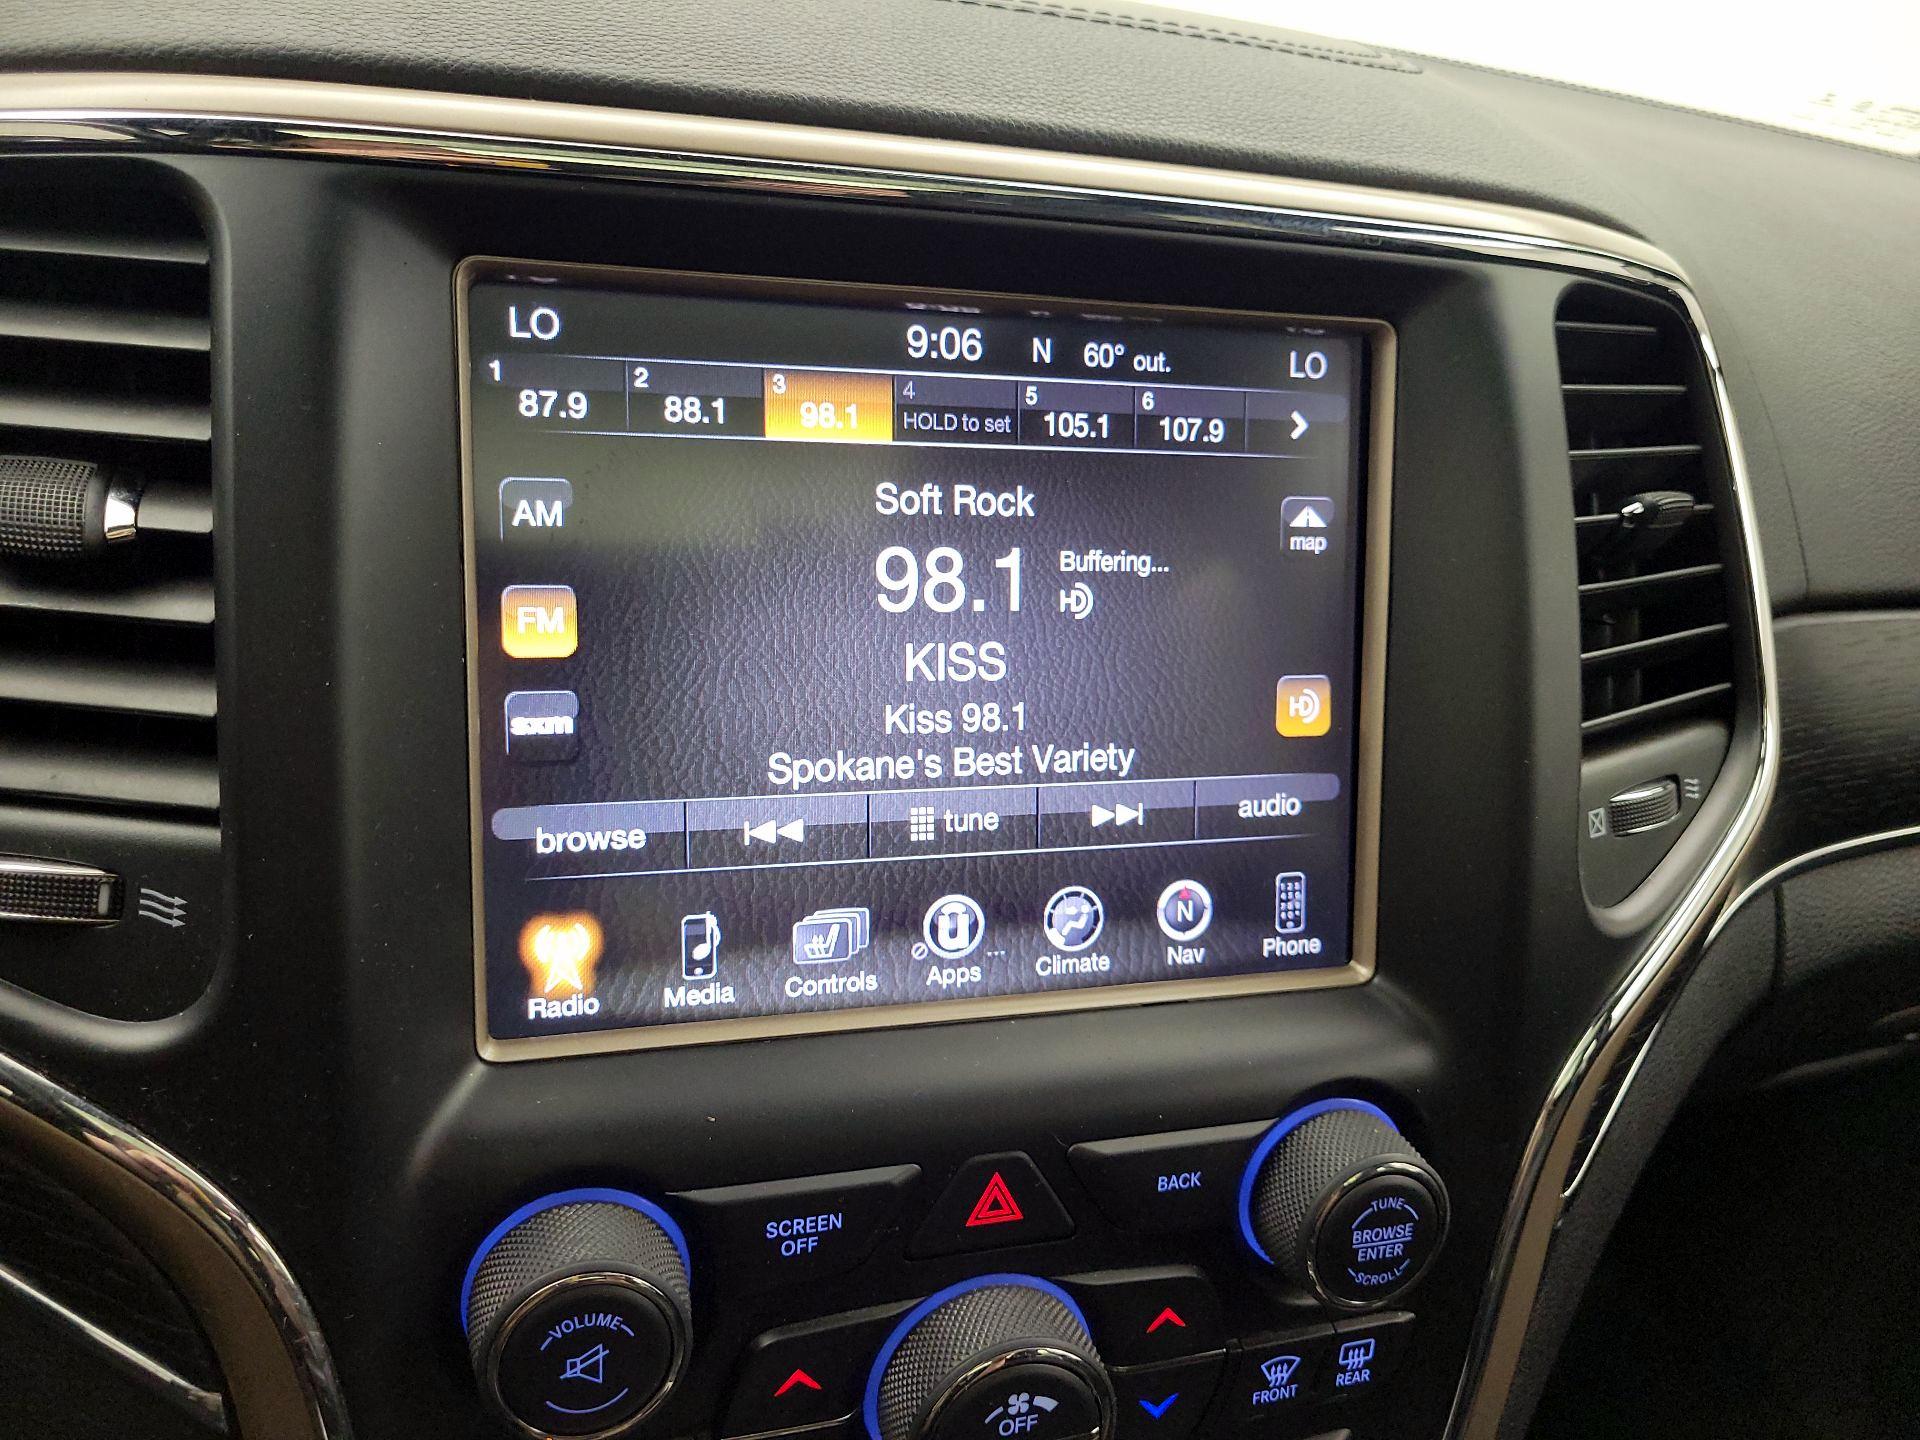 LO
9:06 N 60° out.
LO
1 87.9
2 88.1
3 98.1
4 HOLD to set
5 105.1
6 107.9
AM
Soft Rock
map
98.1
Buffering...
HD
FM
KISS
sxm
Kiss 98.1
HD
Spokane's Best Variety
browse
tune
audio
Radio
Media
Controls
Apps ...
Climate
N
Nav
Phone
SCREEN
OFF
BACK
TUNE
BROWSE
ENTER
SCROLL
VOLUME
OFF
FRONT
REAR